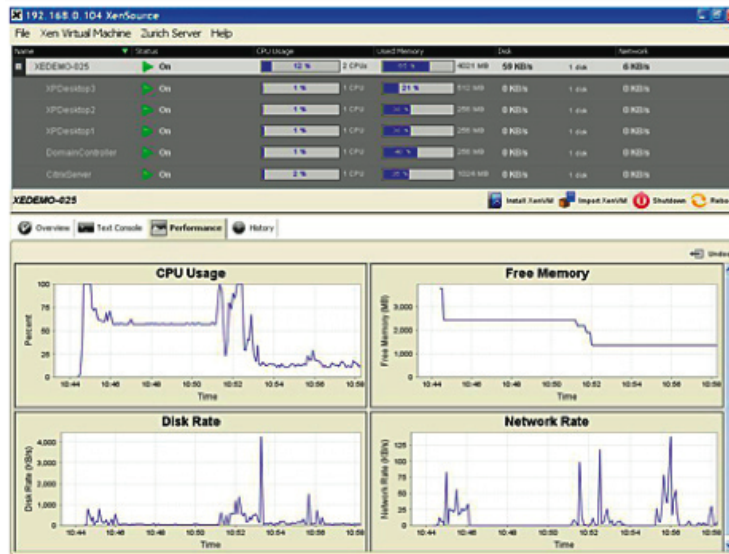 192.168.0.104 XenSource
File Xen Virtual Machine Zurich Server Help
Name Status CPU Usage Used Memory Disk Network
XEDEMO-025 On 12 % 2 CPUs 4021 MB 59 KB/s 1 disk 6 KB/s
XPDesktop3 On 1 % 1 CPU 21 % 512 MB 0 KB/s 1 disk 0 KB/s
XPDesktop2 On 1 % 1 CPU 256 MB 0 KB/s 1 disk 0 KB/s
XPDesktop1 On 1 % 1 CPU 256 MB 0 KB/s 1 disk 0 KB/s
DomainController On 1 % 1 CPU 256 MB 0 KB/s 1 disk 0 KB/s
CitrixServer On 2 % 1 CPU 1024 MB 0 KB/s 1 disk 0 KB/s
XEDEMO-025 Install XenVM Import XenVM Shutdown Reboo
Overview Text Console Performance History
Undoc
CPU Usage
Percent
100
75
50
25
0
10:44 10:46 10:48 10:50 10:52 10:54 10:56 10:58
Time
Free Memory
Free Memory (MB)
3,000
2,000
1,000
0
10:44 10:46 10:48 10:50 10:52 10:54 10:56 10:58
Time
Disk Rate
Disk Rate (KB/s)
4,000
3,000
2,000
1,000
0
10:44 10:46 10:48 10:50 10:52 10:54 10:56 10:58
Time
Network Rate
Network Rate (KB/s)
125
100
75
50
25
0
10:44 10:46 10:48 10:50 10:52 10:54 10:56 10:58
Time